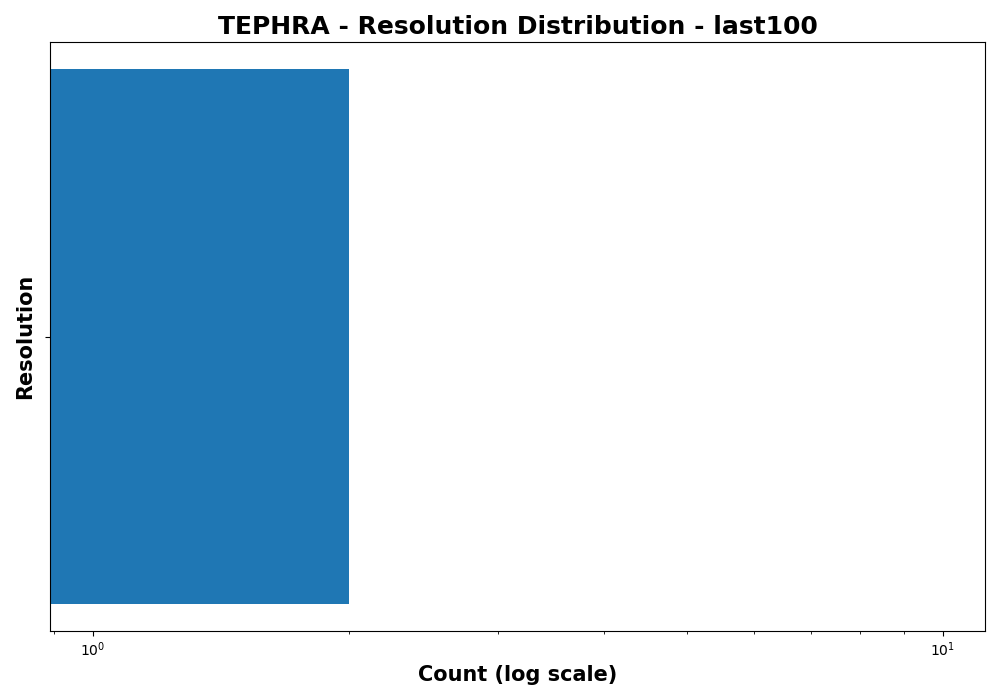 TEPHRA - Resolution Distribution - last100
Resolution
10⁰
10¹
Count (log scale)